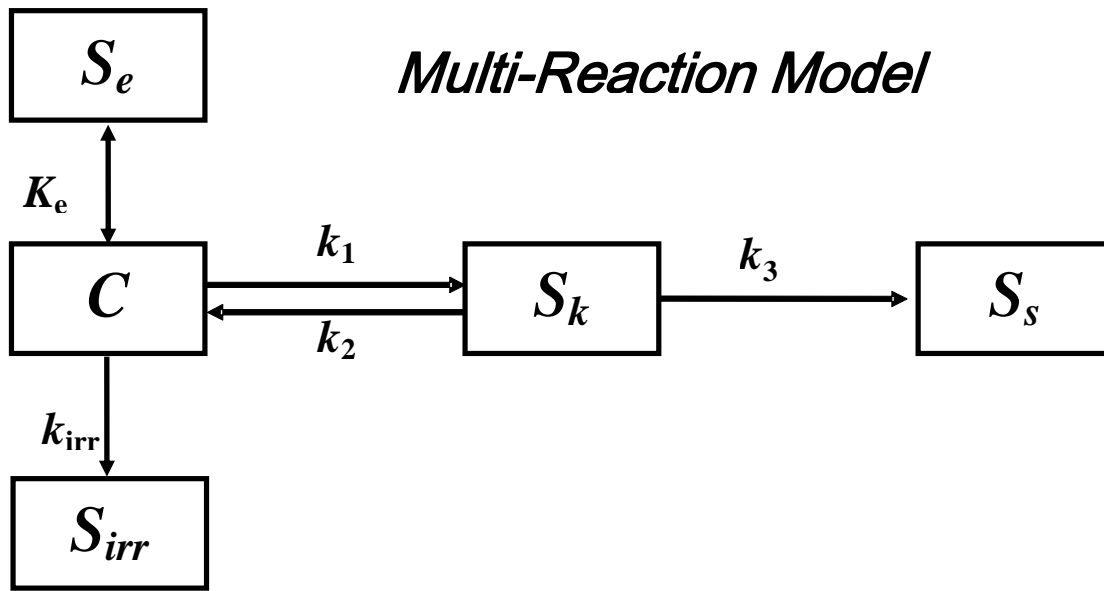 S_e
Multi-Reaction Model
K_e
C
k_1
k_2
S_k
k_3
S_s
k_irr
S_irr